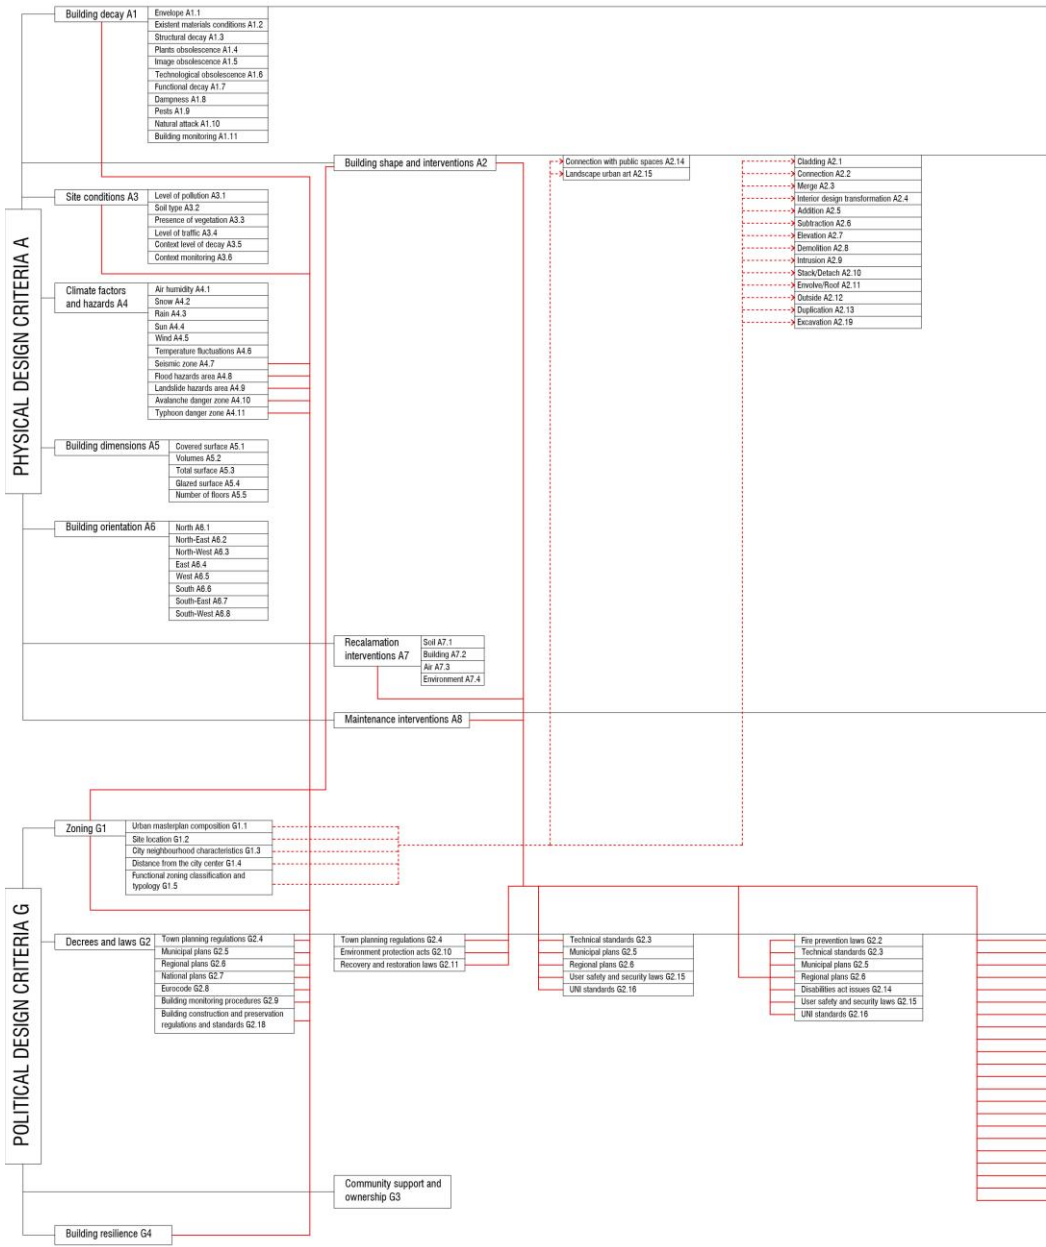 PHYSICAL DESIGN CRITERIA A
Building decay A1
Envelope A1.1
Existent materials conditions A1.2
Structural decay A1.3
Plants obsolescence A1.4
Image obsolescence A1.5
Technological obsolescence A1.6
Functional decay A1.7
Dampness A1.8
Pests A1.9
Natural attack A1.10
Building monitoring A1.11
Building shape and interventions A2
Connection with public spaces A2.14
Landscape urban art A2.15
Cladding A2.1
Connection A2.2
Merge A2.3
Interior design transformation A2.4
Addition A2.5
Subtraction A2.6
Elevation A2.7
Demolition A2.8
Intrusion A2.9
Stack/Detach A2.10
Envolve/Roof A2.11
Outside A2.12
Duplication A2.13
Excavation A2.19
Site conditions A3
Level of pollution A3.1
Soil type A3.2
Presence of vegetation A3.3
Level of traffic A3.4
Context level of decay A3.5
Context monitoring A3.6
Climate factors
and hazards A4
Air humidity A4.1
Snow A4.2
Rain A4.3
Sun A4.4
Wind A4.5
Temperature fluctuations A4.6
Seismic zone A4.7
Flood hazards area A4.8
Landslide hazards area A4.9
Avalanche danger zone A4.10
Typhoon danger zone A4.11
Building dimensions A5
Covered surface A5.1
Volumes A5.2
Total surface A5.3
Glazed surface A5.4
Number of floors A5.5
Building orientation A6
North A6.1
North-East A6.2
North-West A6.3
East A6.4
West A6.5
South A6.6
South-East A6.7
South-West A6.8
Recalamation
interventions A7
Soil A7.1
Building A7.2
Air A7.3
Environment A7.4
Maintenance interventions A8
POLITICAL DESIGN CRITERIA G
Zoning G1
Urban masterplan composition G1.1
Site location G1.2
City neighbourhood characteristics G1.3
Distance from the city center G1.4
Functional zoning classification and
typology G1.5
Decrees and laws G2
Town planning regulations G2.4
Municipal plans G2.5
Regional plans G2.6
National plans G2.7
Eurocode G2.8
Building monitoring procedures G2.9
Building construction and preservation
regulations and standards G2.18
Town planning regulations G2.4
Environment protection acts G2.10
Recovery and restoration laws G2.11
Technical standards G2.3
Municipal plans G2.5
Regional plans G2.6
User safety and security laws G2.15
UNI standards G2.16
Fire prevention laws G2.2
Technical standards G2.3
Municipal plans G2.5
Regional plans G2.6
Disabilities act issues G2.14
User safety and security laws G2.15
UNI standards G2.16
Community support and
ownership G3
Building resilience G4